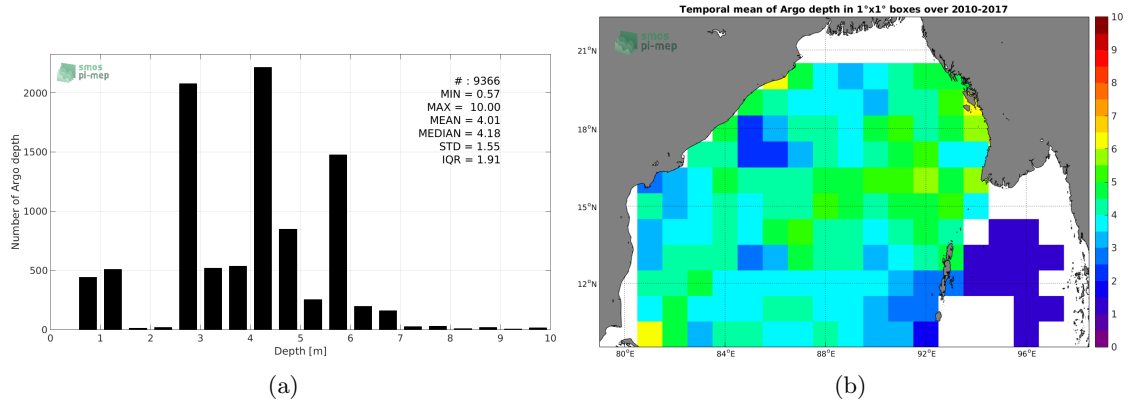 smos
pi-mep
# : 9366
MIN = 0.57
MAX = 10.00
MEAN = 4.01
MEDIAN = 4.18
STD = 1.55
IQR = 1.91
Number of Argo depth
2000
1500
1000
500
0
0 1 2 3 4 5 6 7 8 9 10
Depth [m]
(a)
Temporal mean of Argo depth in 1°x1° boxes over 2010-2017
smos
pi-mep
21°N
18°N
15°N
12°N
80°E 84°E 88°E 92°E 96°E
10
9
8
7
6
5
4
3
2
1
0
(b)